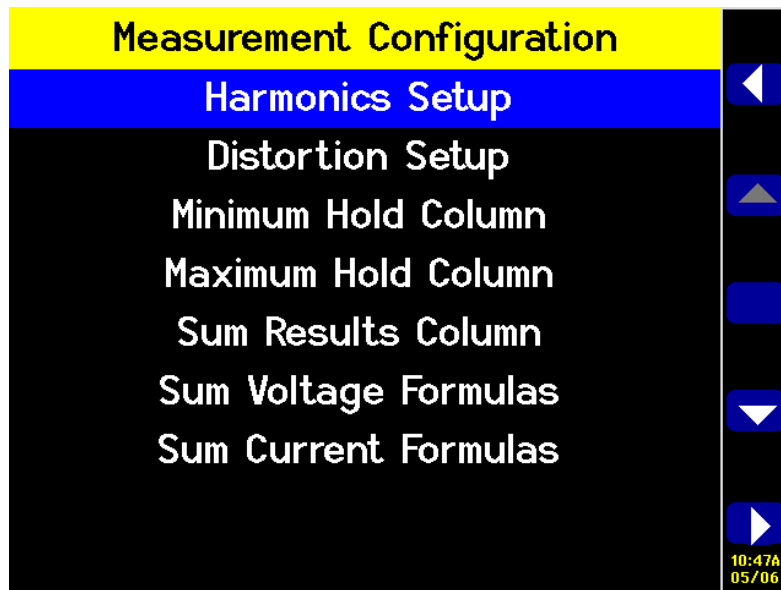 Measurement Configuration
Harmonics Setup
Distortion Setup
Minimum Hold Column
Maximum Hold Column
Sum Results Column
Sum Voltage Formulas
Sum Current Formulas
10:47A
05/06